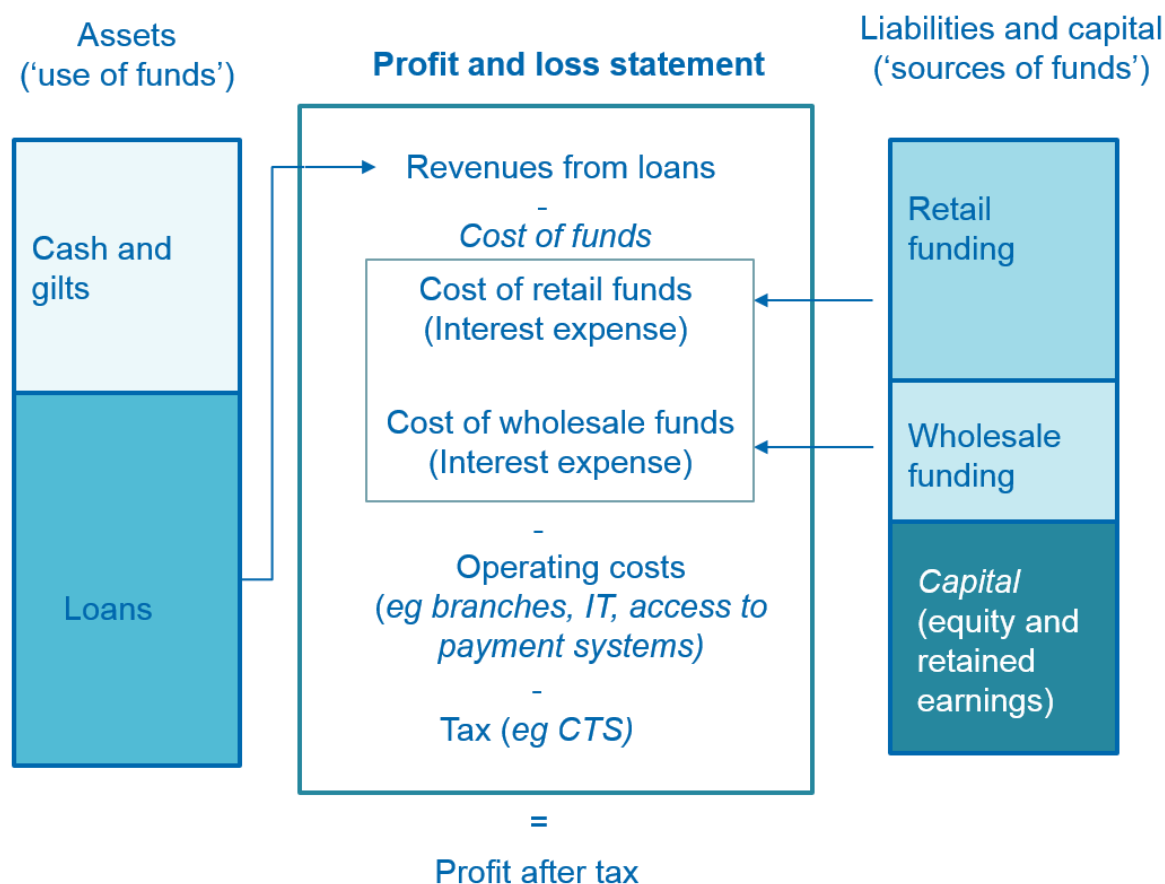 Assets
(‘use of funds’)
Cash and
gilts
Loans
Profit and loss statement
Revenues from loans
-
Cost of funds
Cost of retail funds
(Interest expense)
Cost of wholesale funds
(Interest expense)
-
Operating costs
(eg branches, IT, access to
payment systems)
-
Tax (eg CTS)
=
Profit after tax
Liabilities and capital
(‘sources of funds’)
Retail
funding
Wholesale
funding
Capital
(equity and
retained
earnings)